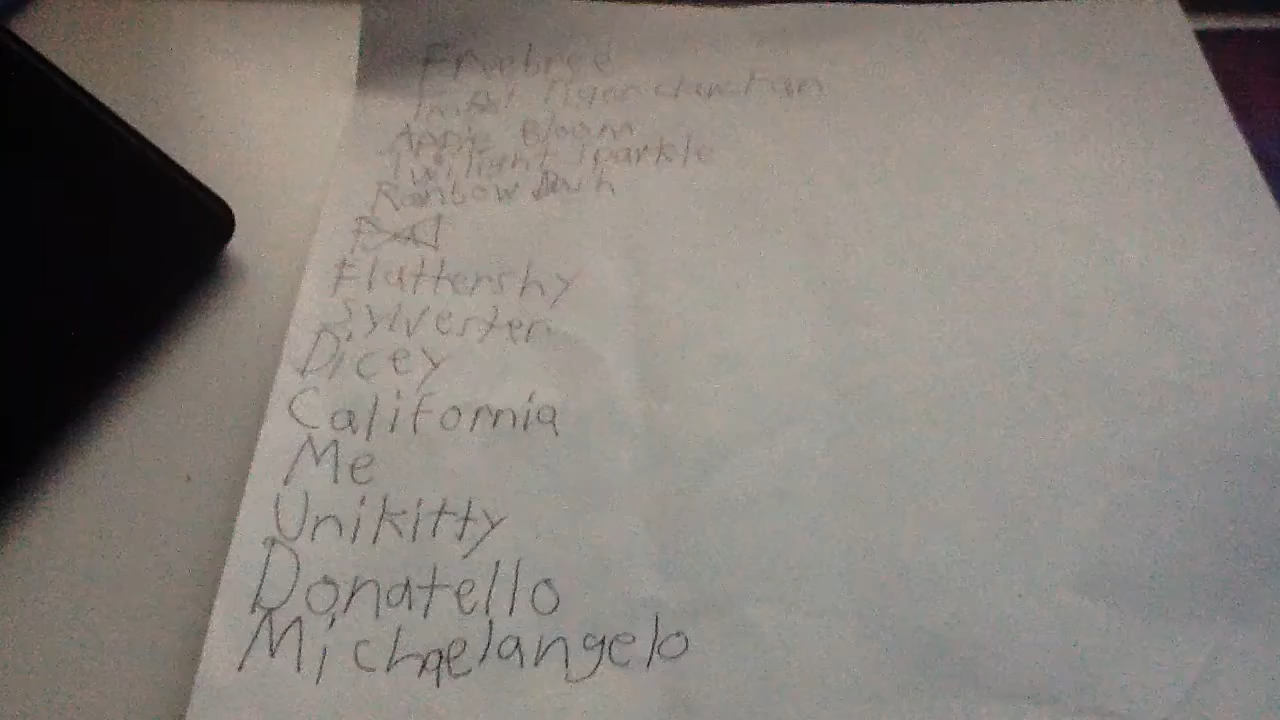 Apple Bloom
Twilight Sparkle
Rainbow Dash
Fluttershy
Sylvester
Dicey
California
Me
Unikitty
Donatello
Michaelangelo